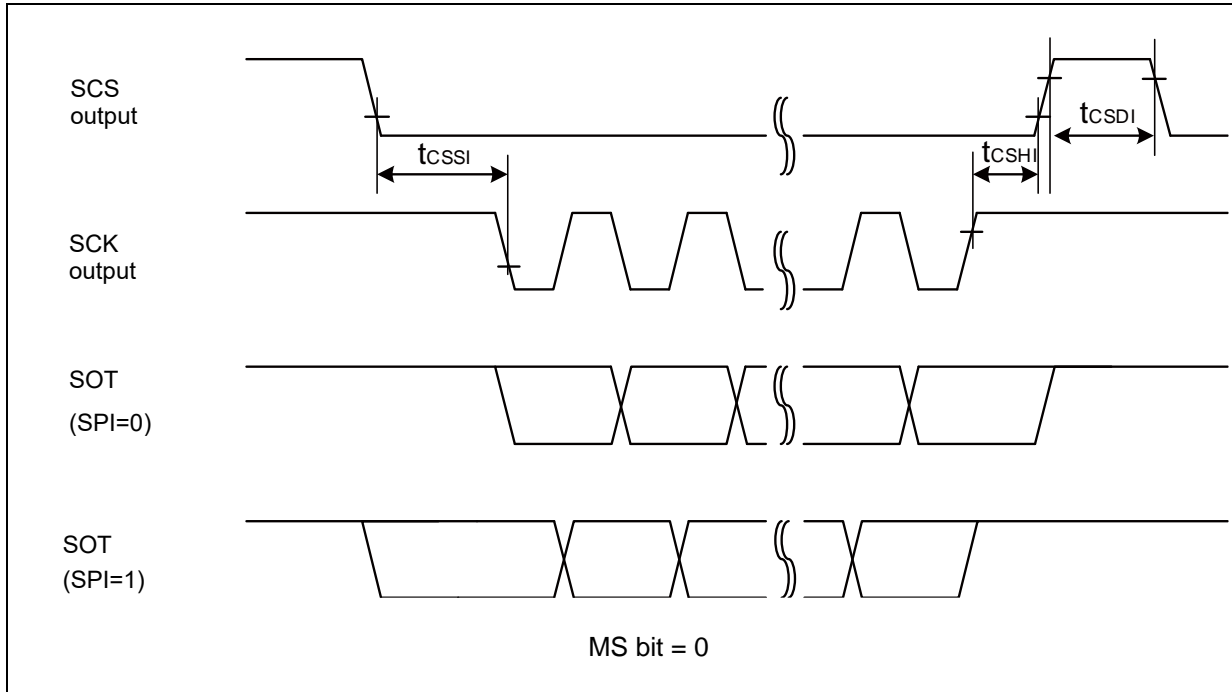 SCS
output
tCSSI
tCSHI
tCSDI
SCK
output
SOT
(SPI=0)
SOT
(SPI=1)
MS bit = 0